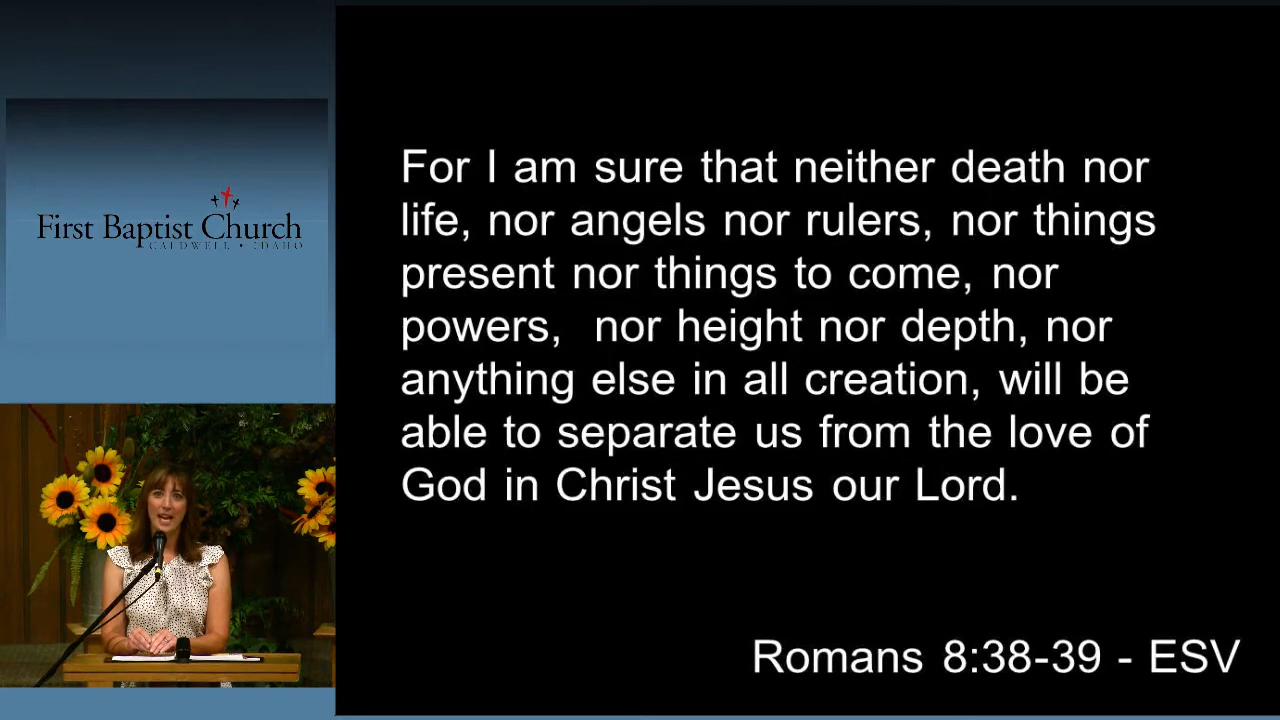 First Baptist Church
CALDWELL • IDAHO
For I am sure that neither death nor
life, nor angels nor rulers, nor things
present nor things to come, nor
powers,  nor height nor depth, nor
anything else in all creation, will be
able to separate us from the love of
God in Christ Jesus our Lord.
Romans 8:38-39 - ESV